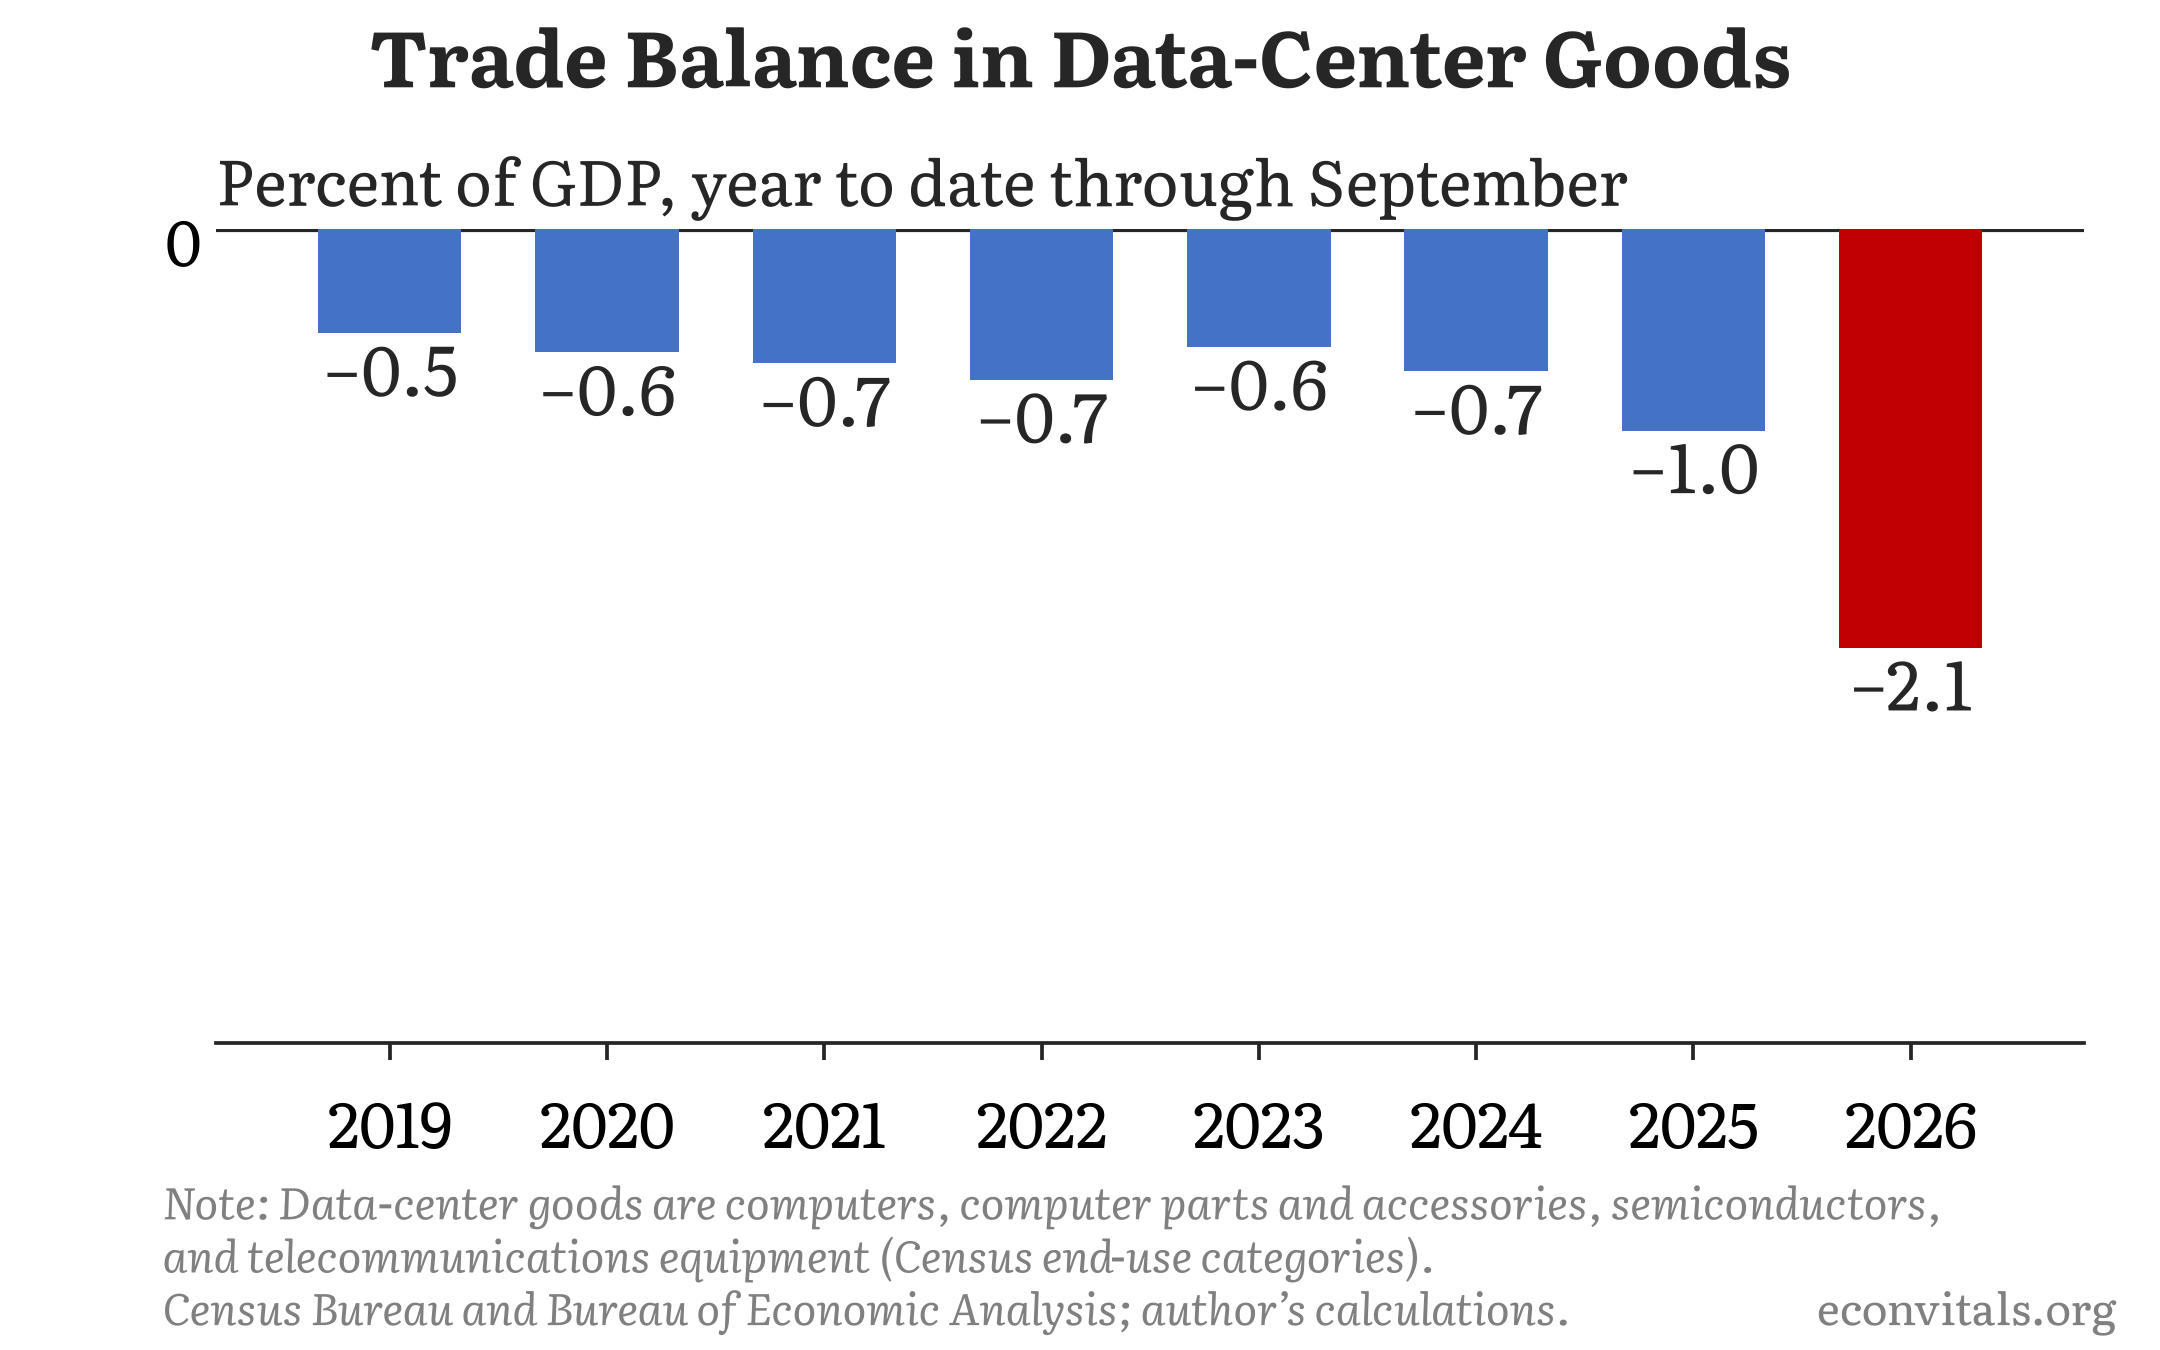 Trade Balance in Data-Center Goods
Percent of GDP, year to date through September
0
–0.5
–0.6
–0.7
–0.7
–0.6
–0.7
–1.0
–2.1
2019 2020 2021 2022 2023 2024 2025 2026
Note: Data-center goods are computers, computer parts and accessories, semiconductors,
and telecommunications equipment (Census end-use categories).
Census Bureau and Bureau of Economic Analysis; author’s calculations.
econvitals.org